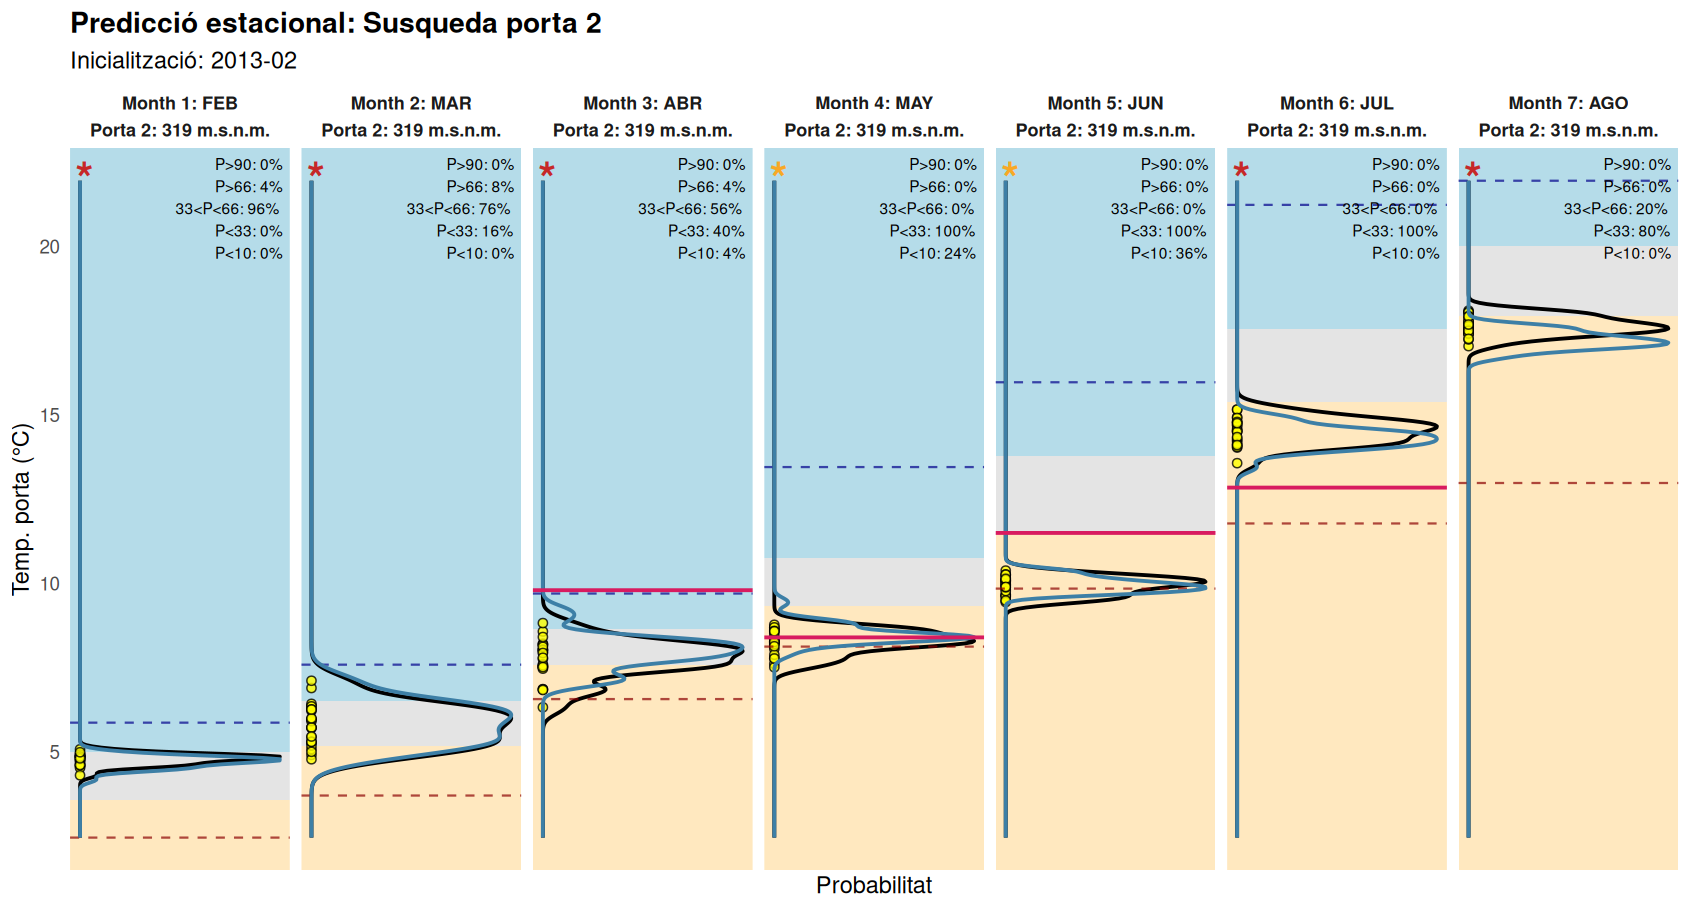 Predicció estacional: Susqueda porta 2
Inicialització: 2013-02
Month 1: FEB
Porta 2: 319 m.s.n.m.
Month 2: MAR
Porta 2: 319 m.s.n.m.
Month 3: ABR
Porta 2: 319 m.s.n.m.
Month 4: MAY
Porta 2: 319 m.s.n.m.
Month 5: JUN
Porta 2: 319 m.s.n.m.
Month 6: JUL
Porta 2: 319 m.s.n.m.
Month 7: AGO
Porta 2: 319 m.s.n.m.
*
P>90: 0%
P>66: 4%
33<P<66: 96%
P<33: 0%
P<10: 0%
*
P>90: 0%
P>66: 8%
33<P<66: 76%
P<33: 16%
P<10: 0%
*
P>90: 0%
P>66: 4%
33<P<66: 56%
P<33: 40%
P<10: 4%
*
P>90: 0%
P>66: 0%
33<P<66: 0%
P<33: 100%
P<10: 24%
*
P>90: 0%
P>66: 0%
33<P<66: 0%
P<33: 100%
P<10: 36%
*
P>90: 0%
P>66: 0%
33<P<66: 0%
P<33: 100%
P<10: 0%
*
P>90: 0%
P>66: 0%
33<P<66: 20%
P<33: 80%
P<10: 0%
Temp. porta (°C)
20
15
10
5
Probabilitat